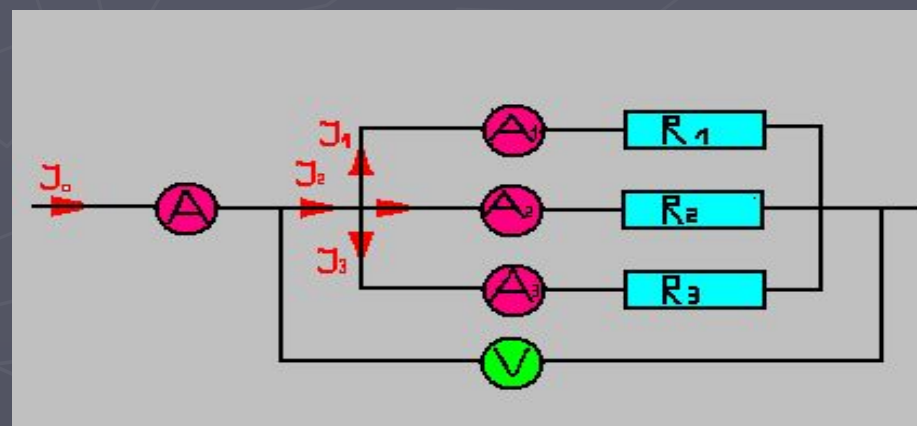 J₁
A₁ R₁
J₀ J₂
A A₂ R₂
J₃
A₃ R₃
V